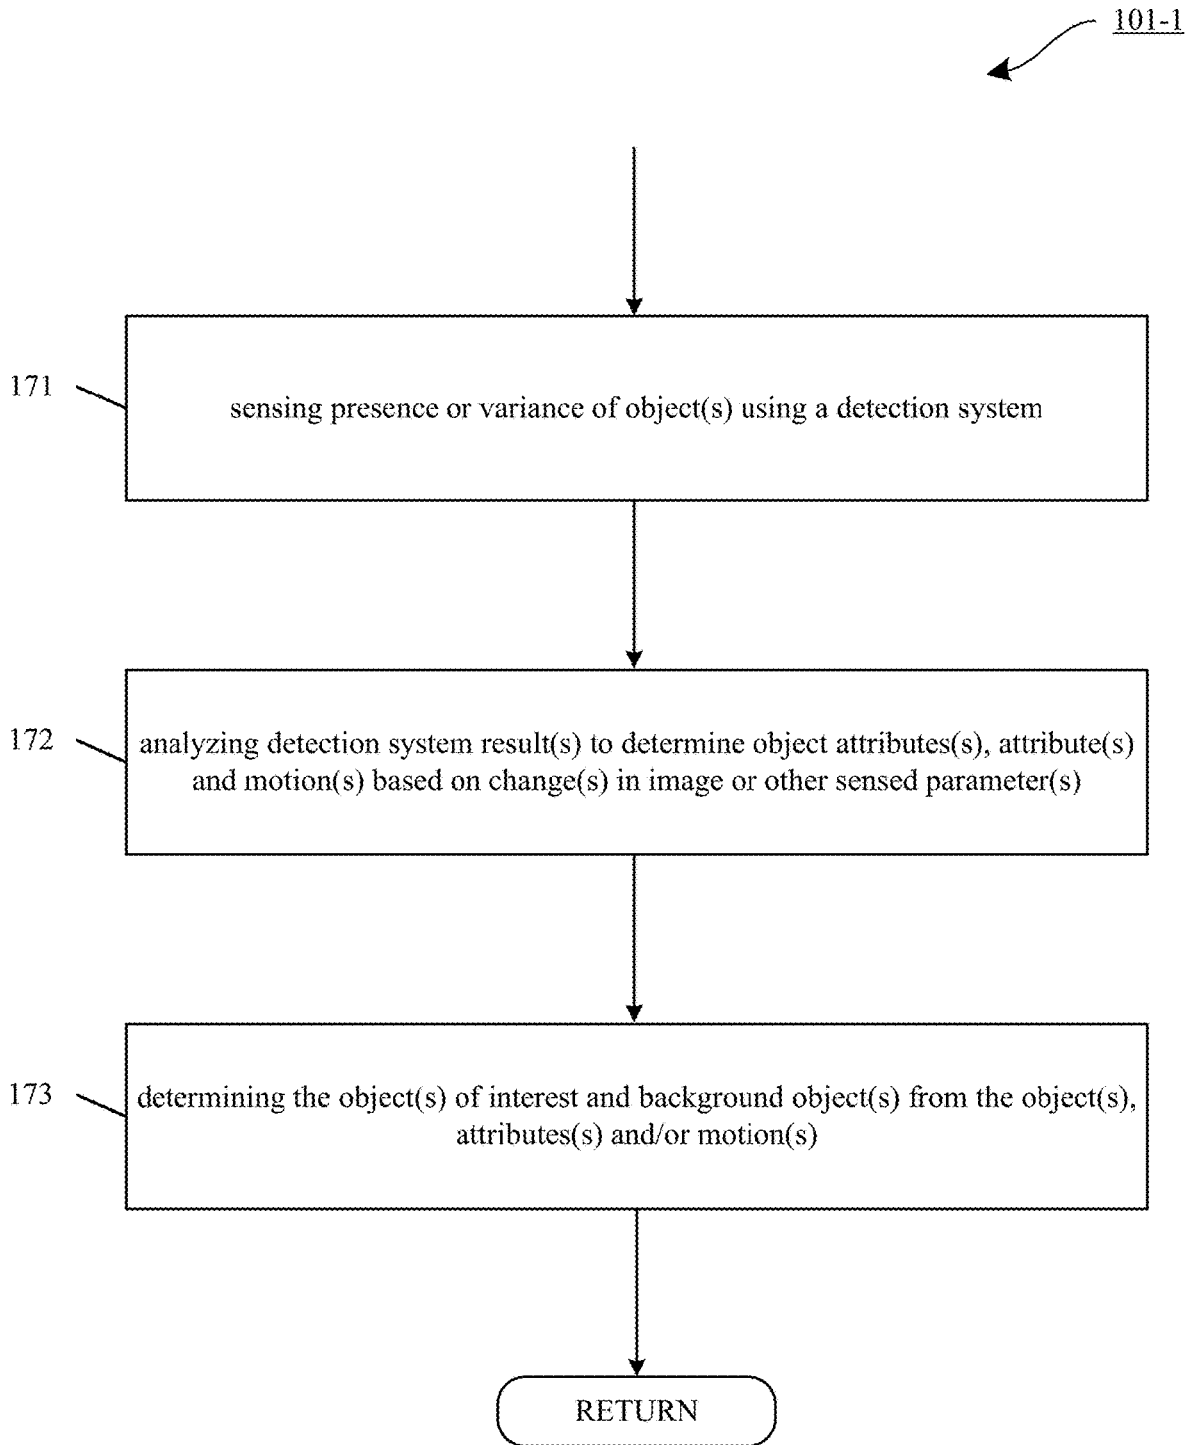 101-1
171
sensing presence or variance of object(s) using a detection system
172
analyzing detection system result(s) to determine object attributes(s), attribute(s)
and motion(s) based on change(s) in image or other sensed parameter(s)
173
determining the object(s) of interest and background object(s) from the object(s),
attributes(s) and/or motion(s)
RETURN